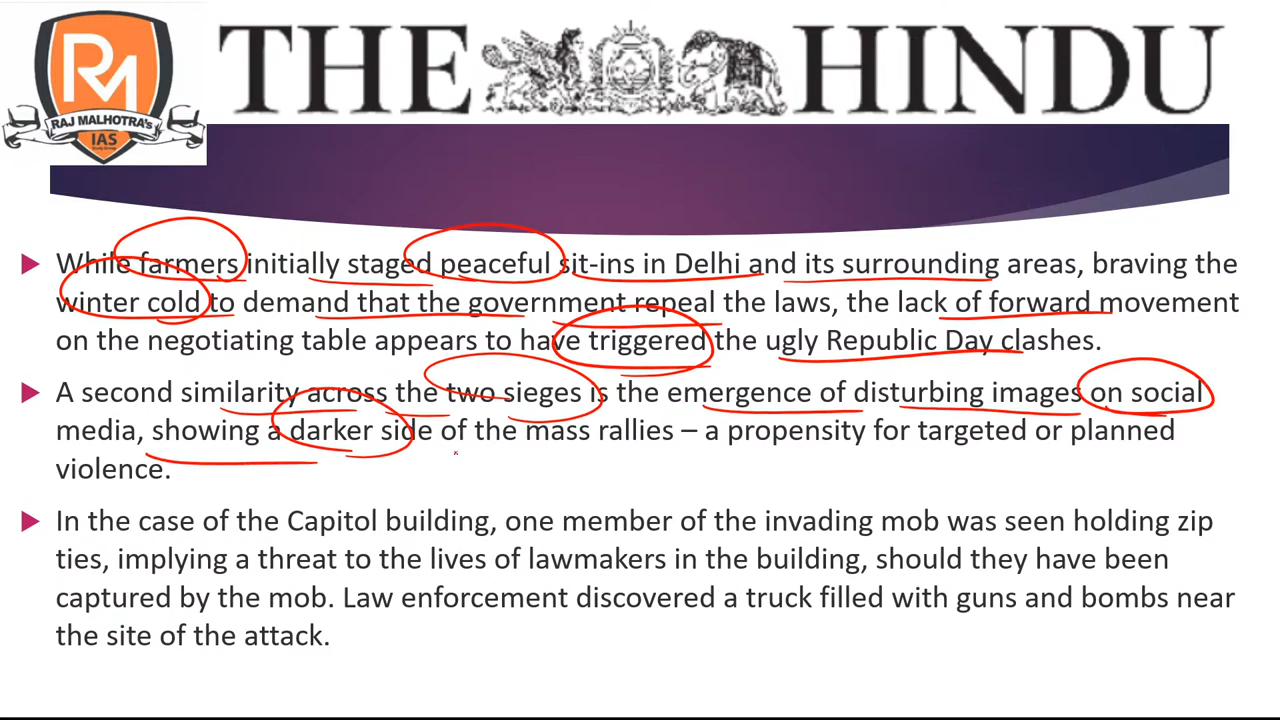 RM
RAJ MALHOTRA'S
IAS
Study Group
THE HINDU
While farmers initially staged peaceful sit-ins in Delhi and its surrounding areas, braving the
winter cold to demand that the government repeal the laws, the lack of forward movement
on the negotiating table appears to have triggered the ugly Republic Day clashes.
A second similarity across the two sieges is the emergence of disturbing images on social
media, showing a darker side of the mass rallies – a propensity for targeted or planned
violence.
In the case of the Capitol building, one member of the invading mob was seen holding zip
ties, implying a threat to the lives of lawmakers in the building, should they have been
captured by the mob. Law enforcement discovered a truck filled with guns and bombs near
the site of the attack.